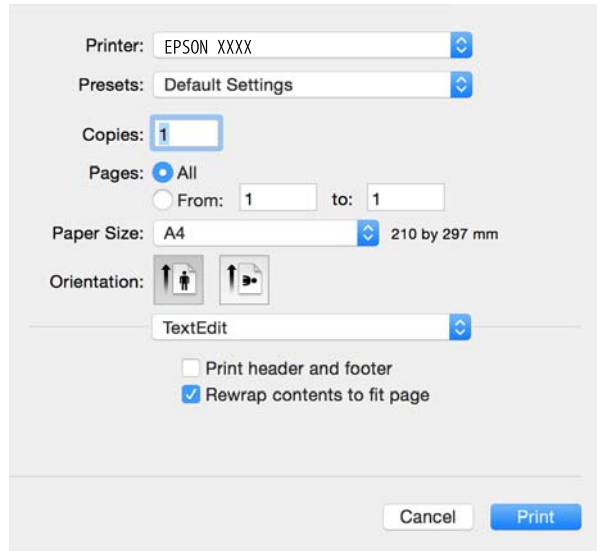 Printer: EPSON XXXX
Presets: Default Settings
Copies: 1
Pages: All
From: 1 to: 1
Paper Size: A4 210 by 297 mm
Orientation:
TextEdit
Print header and footer
Rewrap contents to fit page
Cancel Print